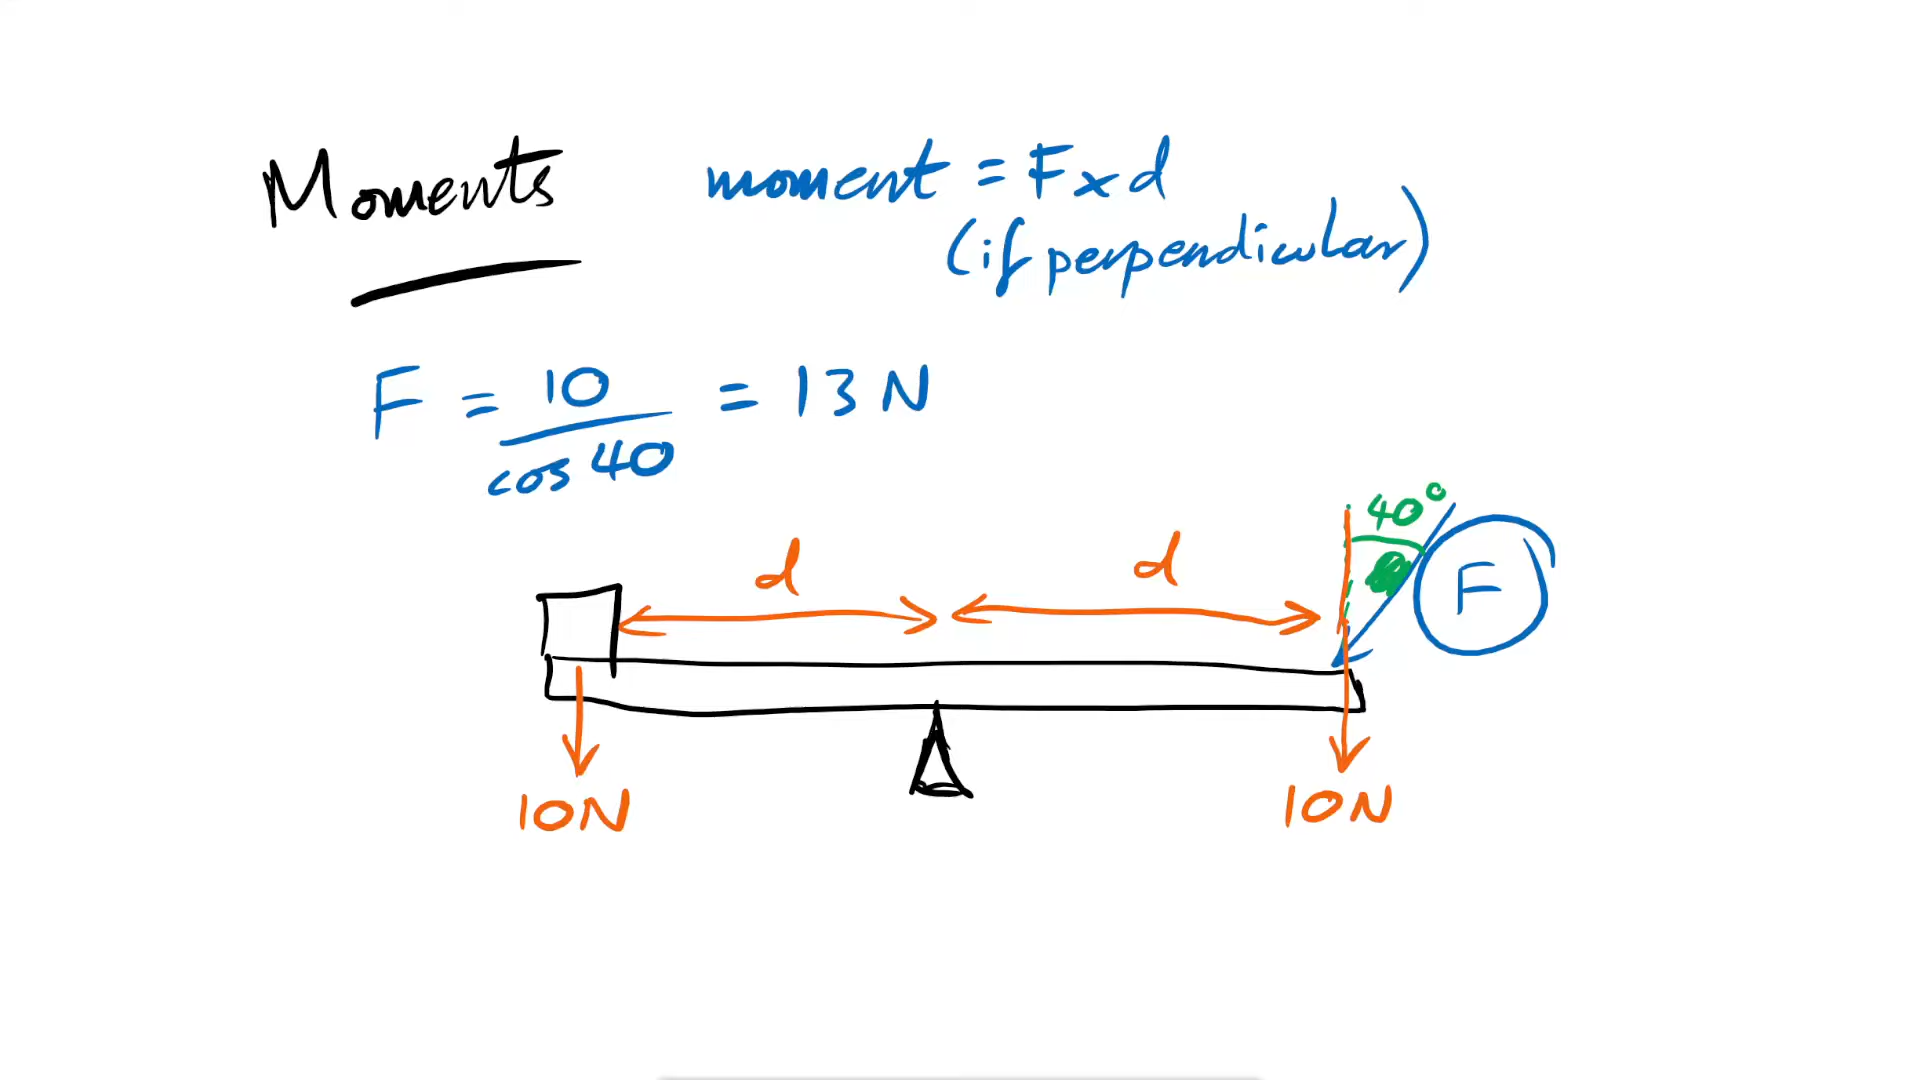 Moments
moment = F x d
(if perpendicular)
F = 10/cos 40 = 13 N
40°
d
d
F
10N
10N